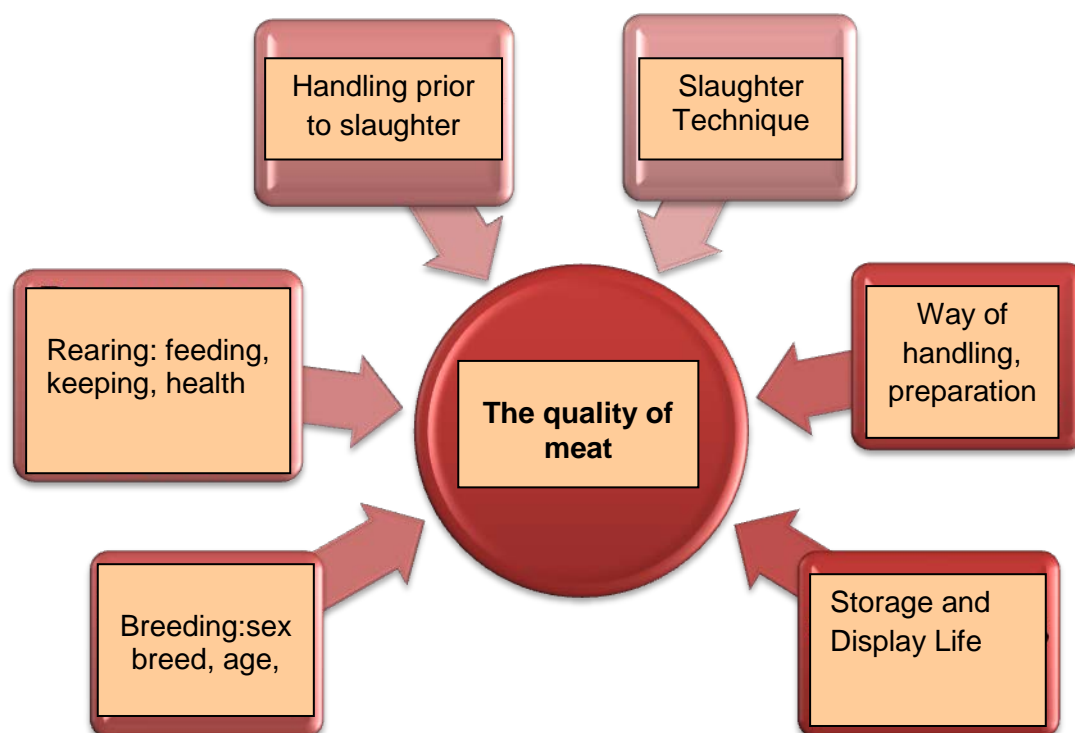 Handling prior
to slaughter
Slaughter
Technique
Rearing: feeding,
keeping, health
The quality of
meat
Way of
handling,
preparation
Breeding:sex
breed, age,
Storage and
Display Life